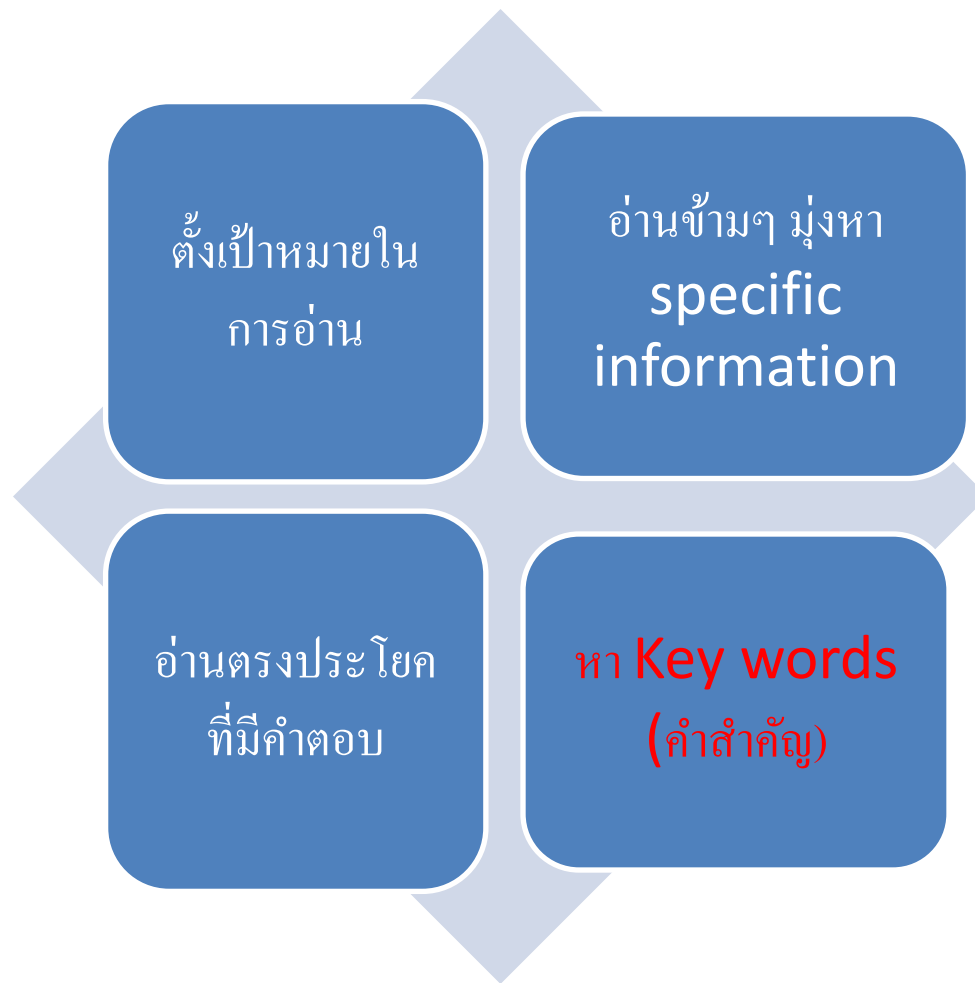 ตั้งเป้าหมายใน
การอ่าน
อ่านข้ามๆ มุ่งหา
specific
information
อ่านตรงประโยค
ที่มีคำตอบ
หา Key words
(คำสำคัญ)